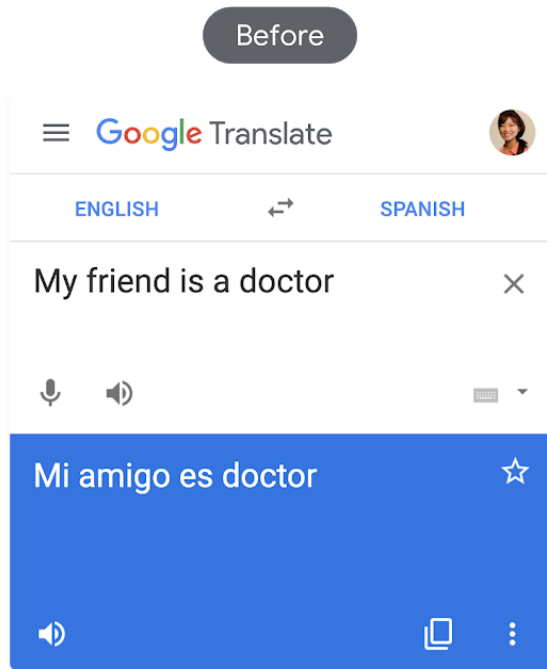 Before
Google Translate
ENGLISH
SPANISH
My friend is a doctor
Mi amigo es doctor